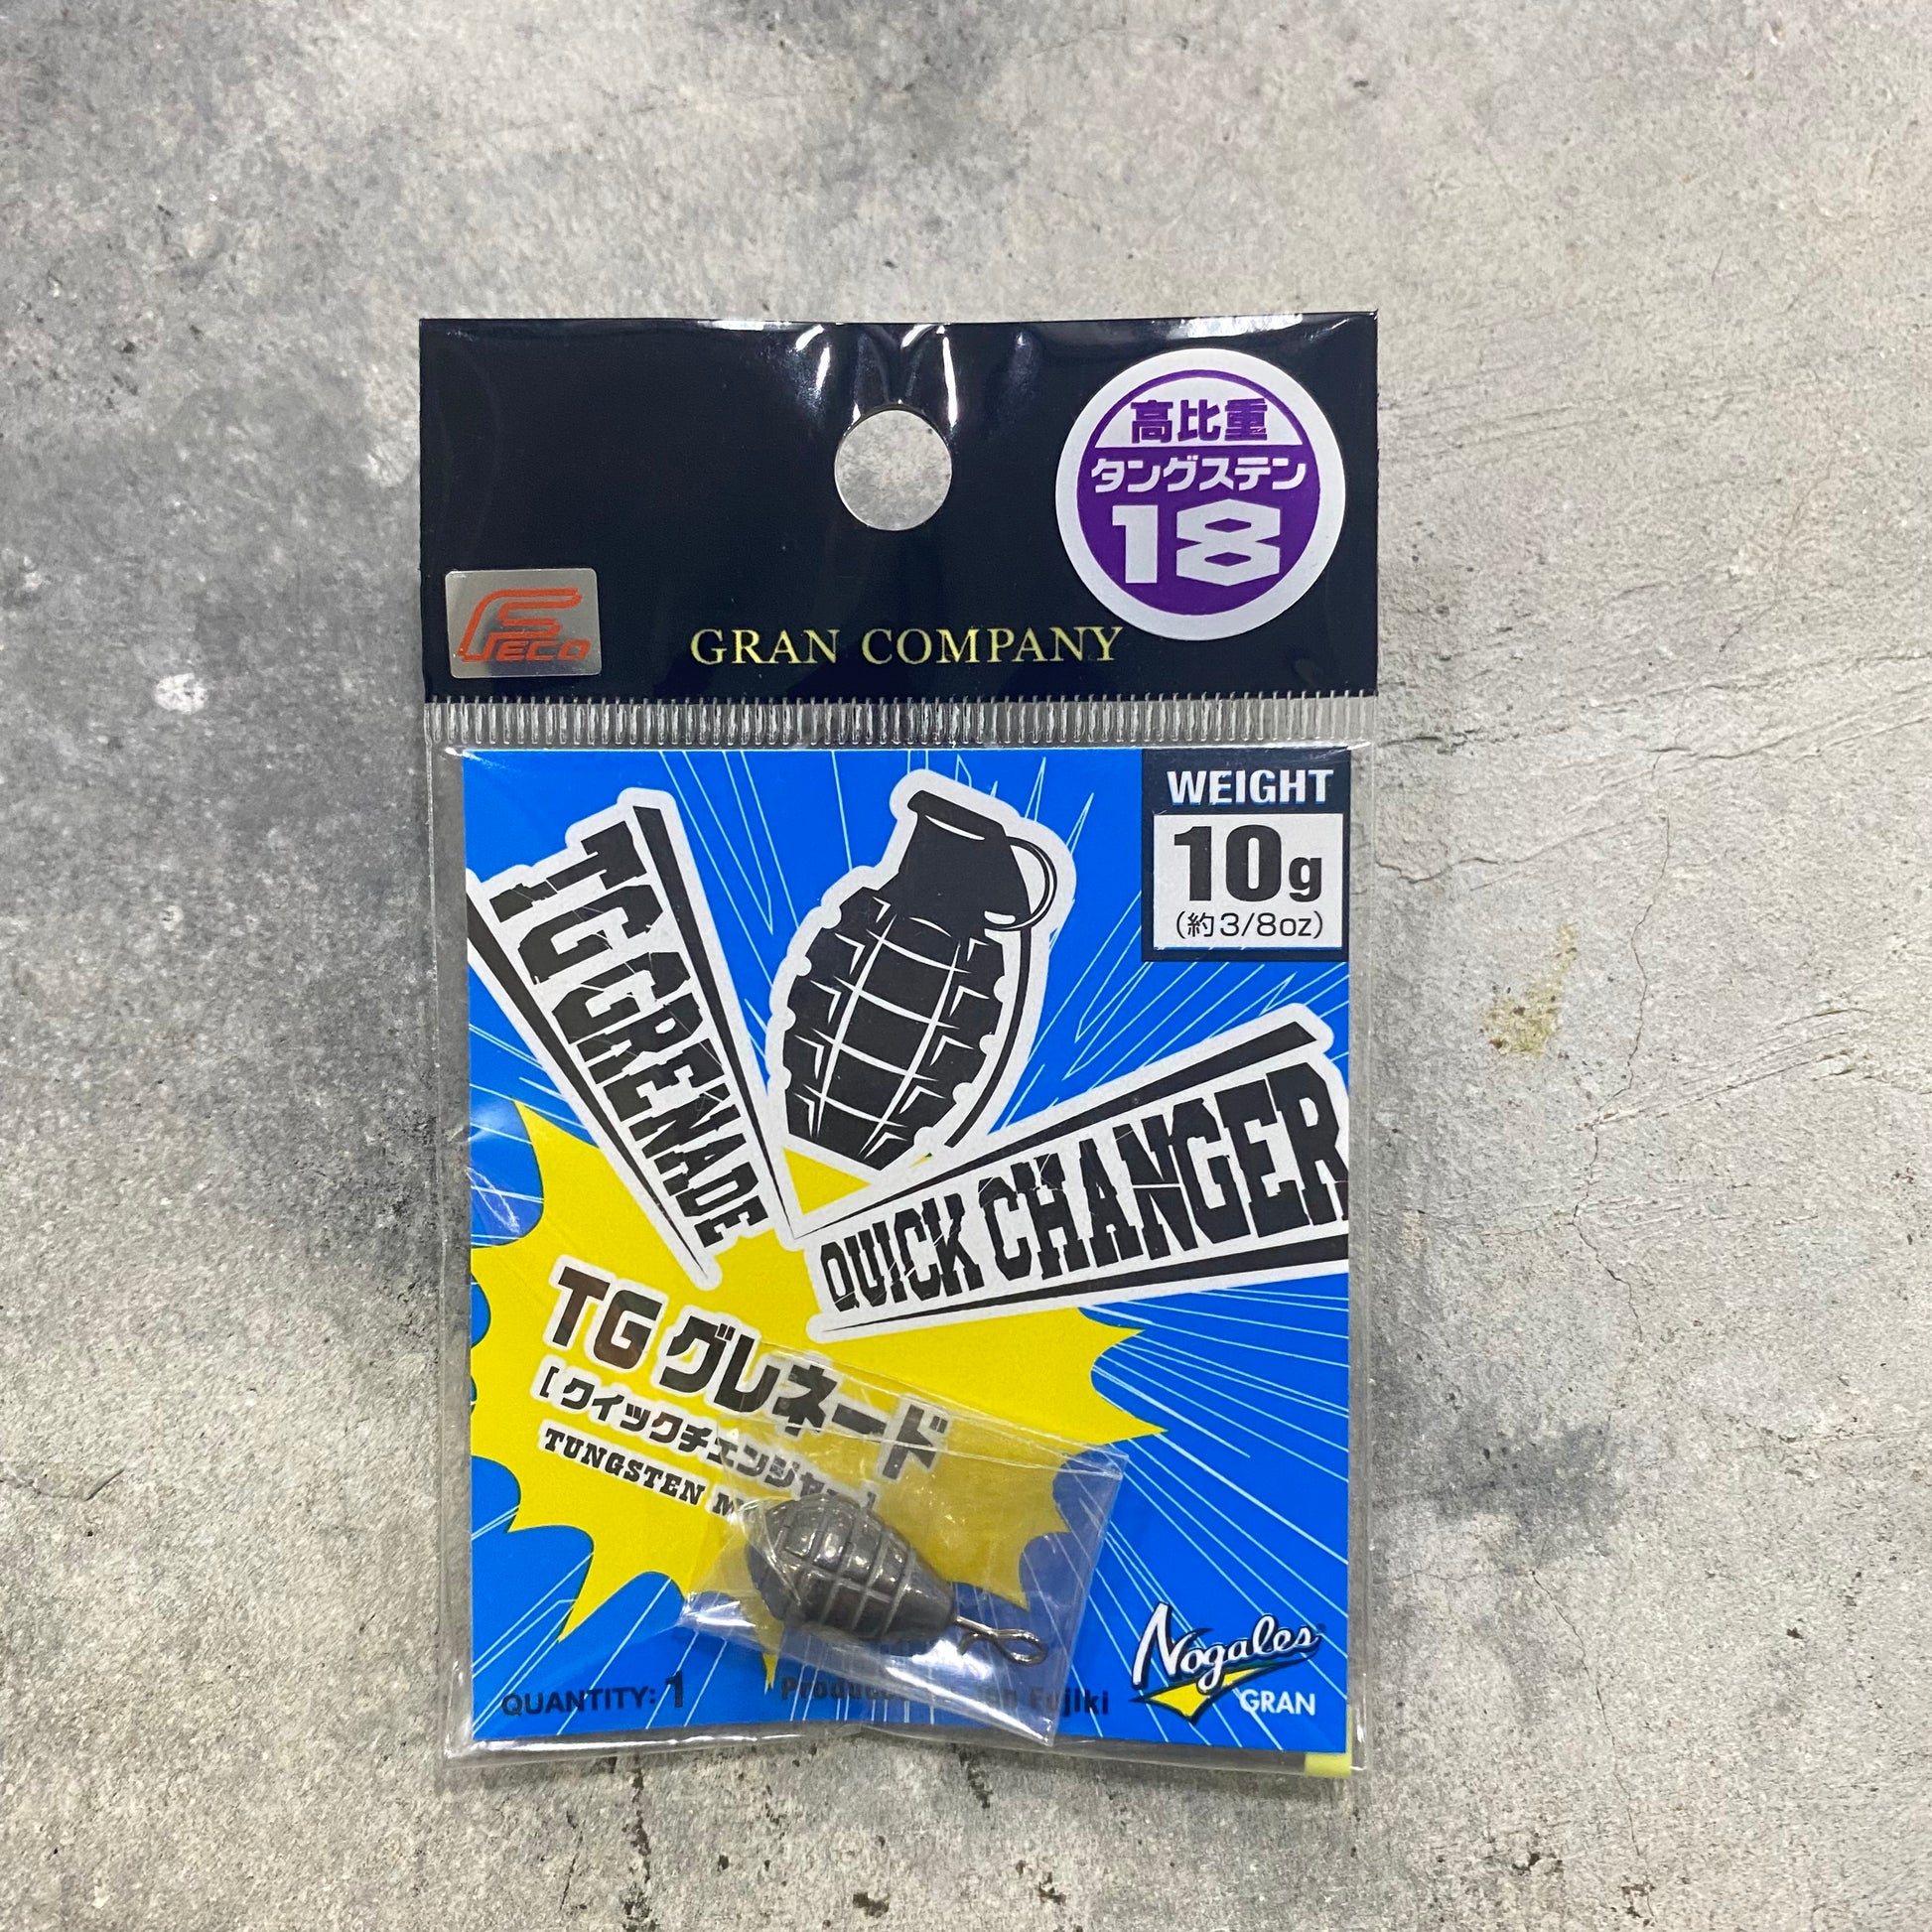 高比重
タングステン
18
FECO
GRAN COMPANY
WEIGHT
10g
(約3/8oz)
TG GRENADE
QUICK CHANGER
TG グレネード
[クイックチェンジャー]
TUNGSTEN
QUANTITY: 1
Fujiki
Nogales
GRAN